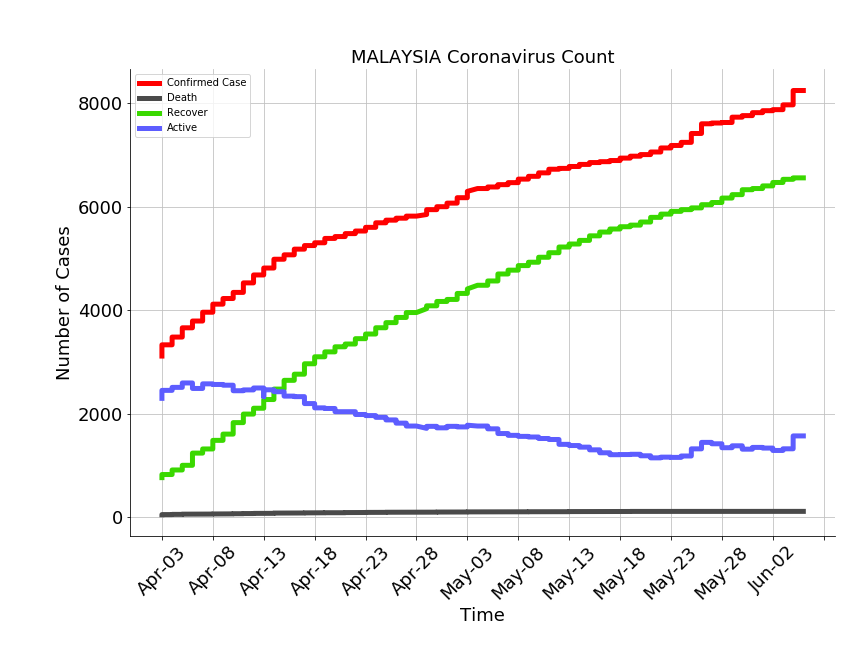 MALAYSIA Coronavirus Count
Confirmed Case
Death
Recover
Active
Number of Cases
8000
6000
4000
2000
0
Apr-03
Apr-08
Apr-13
Apr-18
Apr-23
Apr-28
May-03
May-08
May-13
May-18
May-23
May-28
Jun-02
Time